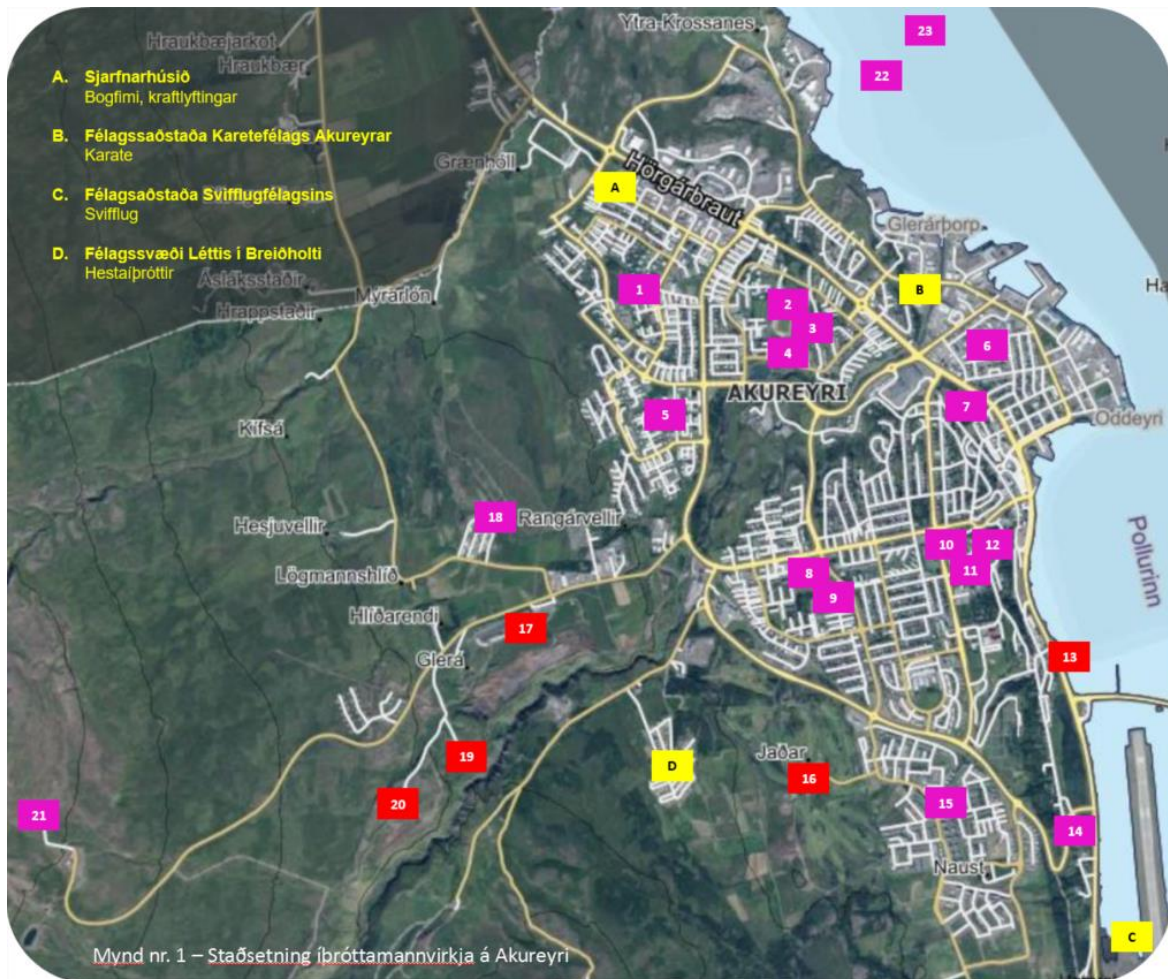 Ytra-Krossanes
23
Hraukbæjarkot
Hraukbær
22
A. Sjarfnarhúsið
Bogfimi, kraftlyftingar
B. Félagssaðstaða Karetefélags Akureyrar
Karate
Grænhóll
Hörgárbraut
A
C. Félagsaðstaða Svifflugfélagsins
Svifflug
Glerárþorp
D. Félagssvæði Léttis í Breiðholti
Hestaíþróttir
Ásláksstaðir
Mýrarlón
Hrappstaðir
1
2
B
3
4
6
AKUREYRI
5
7
Oddeyri
Kífsá
18
Rangárvellir
Hesjuvellir
Pollurinn
10
12
11
Lögmannshlíð
8
9
Hlíðarendi
17
Glerá
13
19
D
Jaðar
16
20
15
21
14
Naust
C
Mynd nr. 1 – Staðsetning íþróttamannvirkja á Akureyri